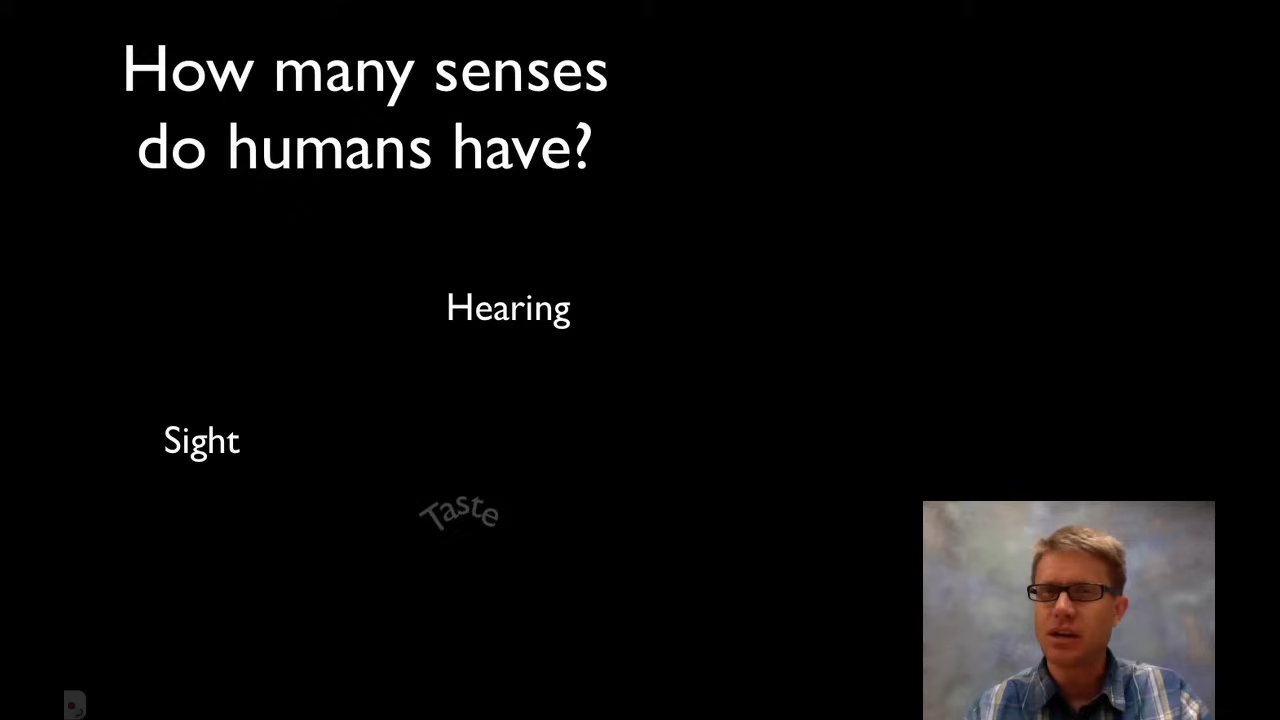 How many senses
do humans have?
Hearing
Sight
Taste